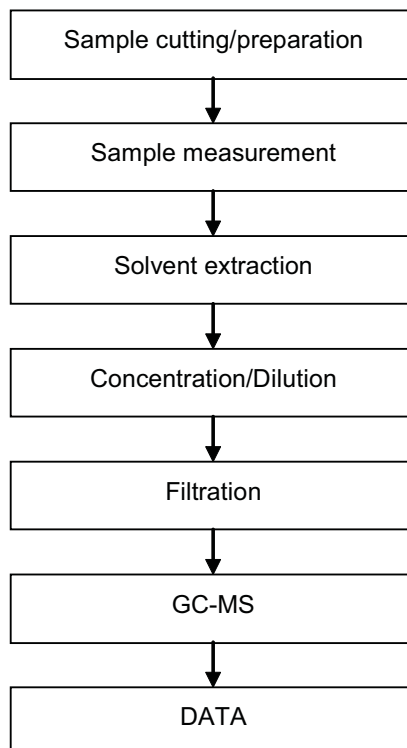 Sample cutting/preparation
Sample measurement
Solvent extraction
Concentration/Dilution
Filtration
GC-MS
DATA